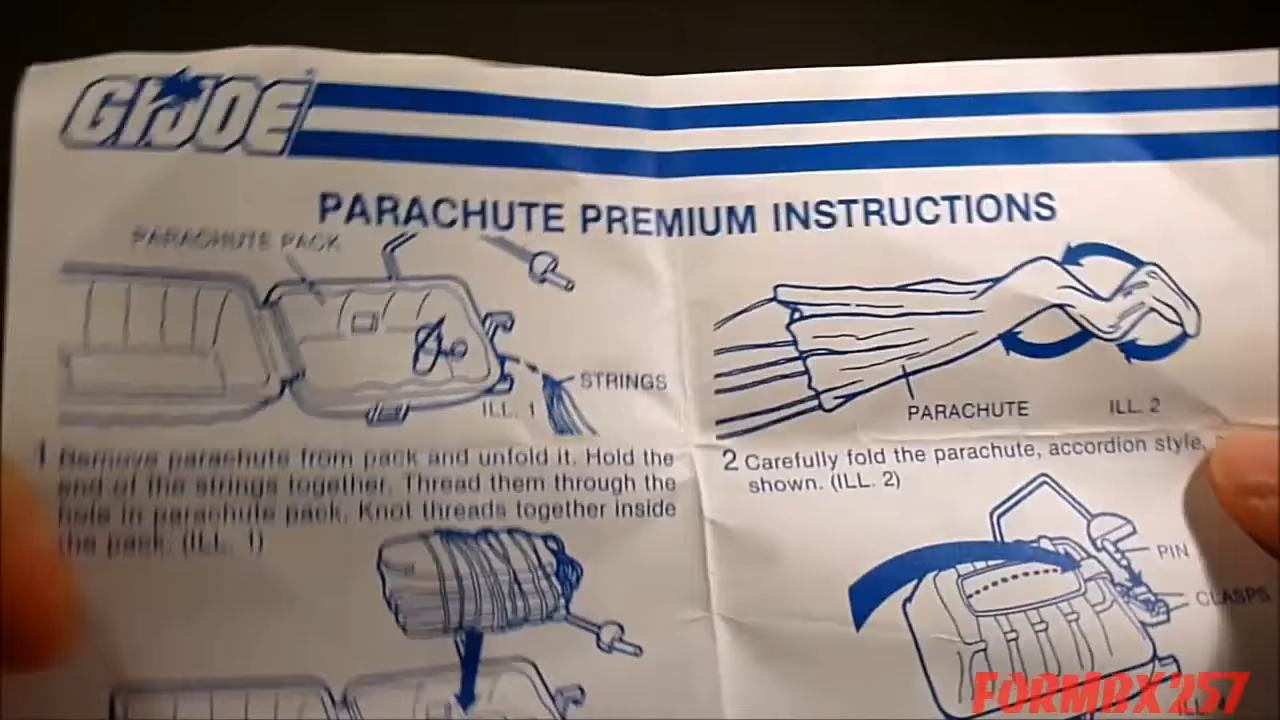 GI JOE
PARACHUTE PREMIUM INSTRUCTIONS
PARACHUTE PACK
STRINGS
ILL. 1
1 Remove parachute from pack and unfold it. Hold the
end of the strings together. Thread them through the
hole in parachute pack. Knot threads together inside
the pack. (ILL. 1)
PARACHUTE
ILL. 2
2 Carefully fold the parachute, accordion style,
shown. (ILL. 2)
PIN
CLASPS
FORMBX257